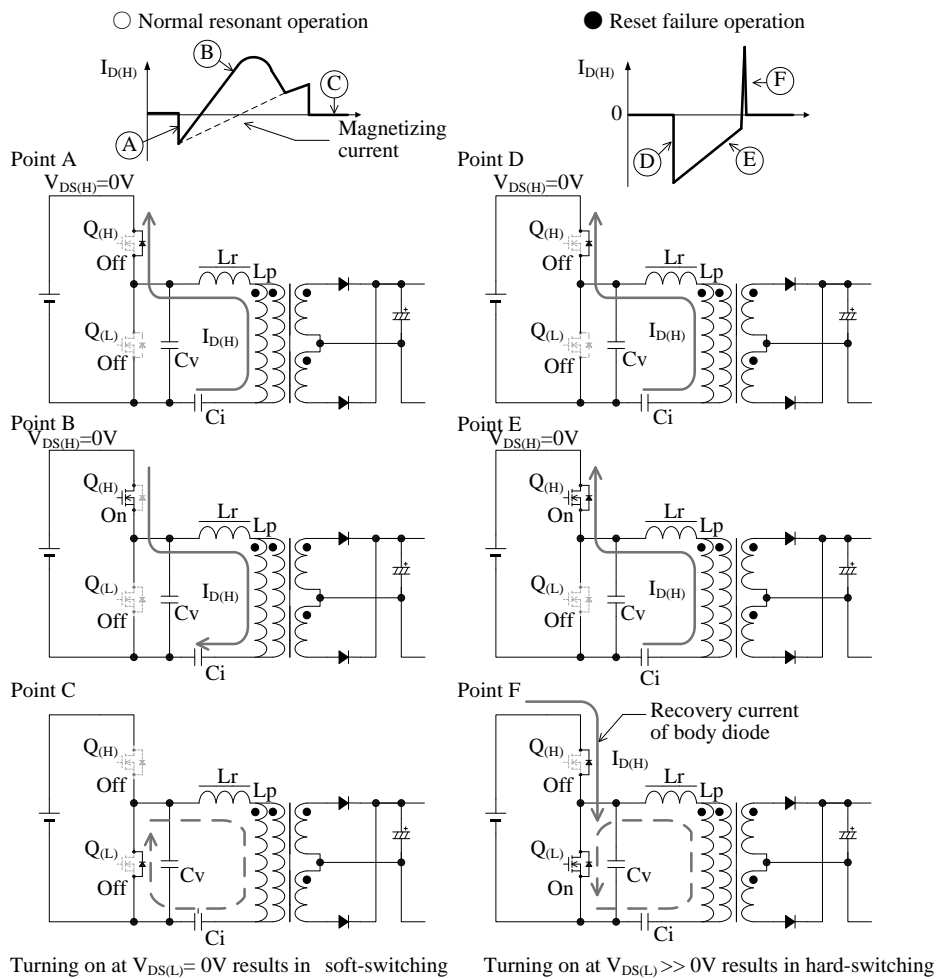 ○ Normal resonant operation
I_D(H)
A
B
C
Magnetizing
current
● Reset failure operation
I_D(H)
0
D
E
F
Point A
V_DS(H)=0V
Q_(H)
Off
Lr
Lp
Q_(L)
Off
Cv
I_D(H)
Ci
Point D
V_DS(H)=0V
Q_(H)
Off
Lr
Lp
Q_(L)
Off
Cv
I_D(H)
Ci
Point B
V_DS(H)=0V
Q_(H)
On
Lr
Lp
Q_(L)
Off
Cv
I_D(H)
Ci
Point E
V_DS(H)=0V
Q_(H)
On
Lr
Lp
Q_(L)
Off
Cv
I_D(H)
Ci
Point C
Q_(H)
Off
Lr
Lp
Q_(L)
Off
Cv
Ci
Point F
Recovery current
of body diode
Q_(H)
Off
I_D(H)
Lr
Lp
Q_(L)
On
Cv
Ci
Turning on at V_DS(L)= 0V results in soft-switching
Turning on at V_DS(L) >> 0V results in hard-switching